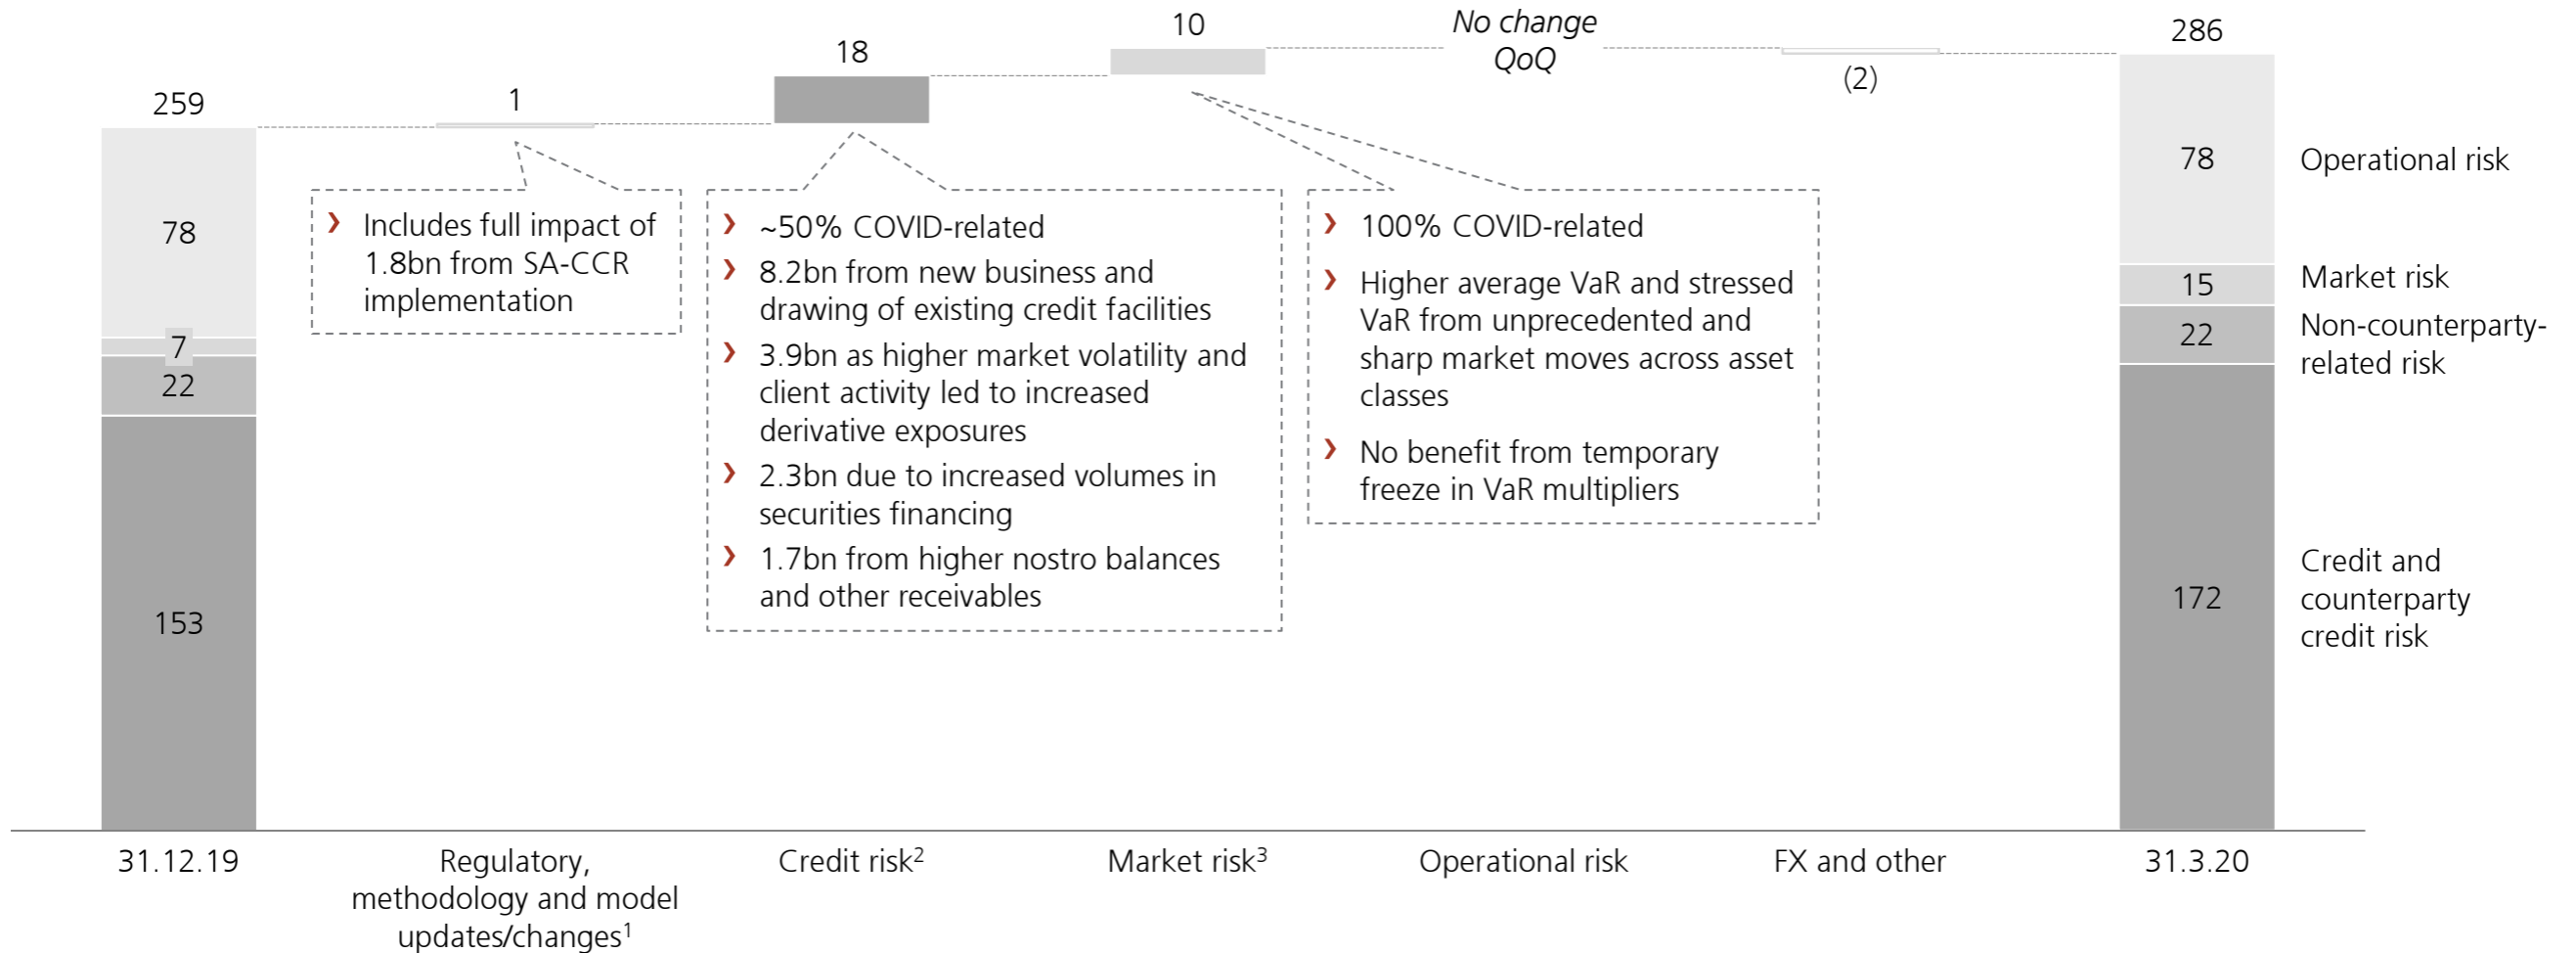 259
78
7
22
153
31.12.19
1
❯ Includes full impact of
1.8bn from SA-CCR
implementation
Regulatory,
methodology and model
updates/changes¹
18
❯ ~50% COVID-related
❯ 8.2bn from new business and
drawing of existing credit facilities
❯ 3.9bn as higher market volatility and
client activity led to increased
derivative exposures
❯ 2.3bn due to increased volumes in
securities financing
❯ 1.7bn from higher nostro balances
and other receivables
Credit risk²
10
❯ 100% COVID-related
❯ Higher average VaR and stressed
VaR from unprecedented and
sharp market moves across asset
classes
❯ No benefit from temporary
freeze in VaR multipliers
Market risk³
No change
QoQ
Operational risk
(2)
FX and other
286
78
15
22
172
31.3.20
Operational risk
Market risk
Non-counterparty-
related risk
Credit and
counterparty
credit risk